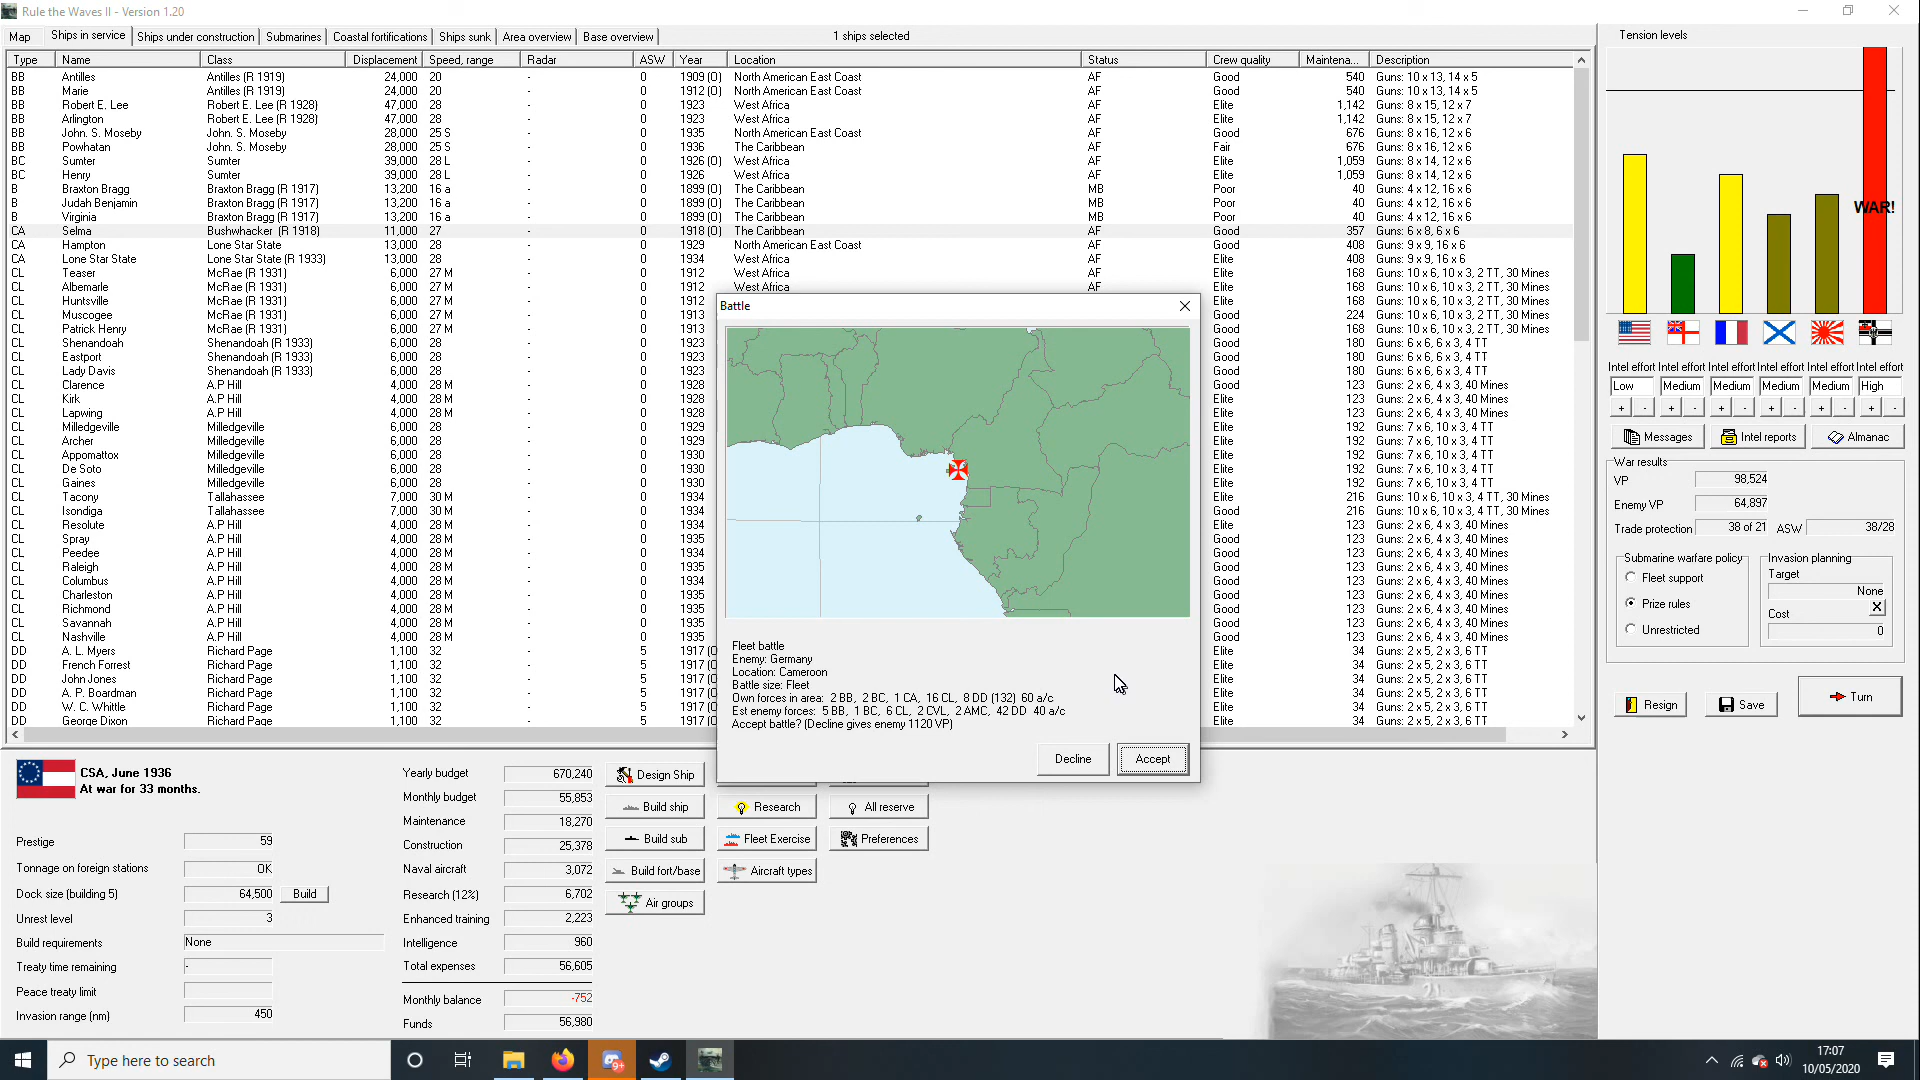 Rule the Waves II - Version 1.20
Map Ships in service Ships under construction Submarines Coastal fortifications Ships sunk Area overview Base overview 1 ships selected
Type Name Class Displacement Speed, range Radar ASW Year Location Status Crew quality Maintena... Description
BB Antilles Antilles (R 1919) 24,000 20 - 0 1909 (O) North American East Coast AF Good 540 Guns: 10 x 13, 14 x 5
BB Marie Antilles (R 1919) 24,000 20 - 0 1912 (O) North American East Coast AF Good 540 Guns: 10 x 13, 14 x 5
BB Robert E. Lee Robert E. Lee (R 1928) 47,000 28 - 0 1923 West Africa AF Elite 1,142 Guns: 8 x 15, 12 x 7
BB Arlington Robert E. Lee (R 1928) 47,000 28 - 0 1923 West Africa AF Elite 1,142 Guns: 8 x 15, 12 x 7
BB John. S. Moseby John. S. Moseby 28,000 25 S - 0 1935 North American East Coast AF Good 676 Guns: 8 x 16, 12 x 6
BB Powhatan John. S. Moseby 28,000 25 S - 0 1936 The Caribbean AF Fair 676 Guns: 8 x 16, 12 x 6
BC Sumter Sumter 39,000 28 L - 0 1926 (O) West Africa AF Elite 1,059 Guns: 8 x 14, 12 x 6
BC Henry Sumter 39,000 28 L - 0 1926 West Africa AF Elite 1,059 Guns: 8 x 14, 12 x 6
B Braxton Bragg Braxton Bragg (R 1917) 13,200 16 a - 0 1899 (O) The Caribbean MB Poor 40 Guns: 4 x 12, 16 x 6
B Judah Benjamin Braxton Bragg (R 1917) 13,200 16 a - 0 1899 (O) The Caribbean MB Poor 40 Guns: 4 x 12, 16 x 6
B Virginia Braxton Bragg (R 1917) 13,200 16 a - 0 1899 (O) The Caribbean MB Poor 40 Guns: 4 x 12, 16 x 6
CA Selma Bushwhacker (R 1918) 11,000 27 - 0 1918 (O) The Caribbean AF Good 357 Guns: 6 x 8, 6 x 6
CA Hampton Lone Star State 13,000 28 - 0 1929 North American East Coast AF Good 408 Guns: 9 x 9, 16 x 6
CA Lone Star State Lone Star State (R 1933) 13,000 28 - 0 1934 West Africa AF Elite 408 Guns: 9 x 9, 16 x 6
CL Teaser McRae (R 1931) 6,000 27 M - 0 1912 West Africa AF Elite 168 Guns: 10 x 6, 10 x 3, 2 TT, 30 Mines
CL Albemarle McRae (R 1931) 6,000 27 M - 0 1912 West Africa AF Elite 168 Guns: 10 x 6, 10 x 3, 2 TT, 30 Mines
CL Huntsville McRae (R 1931) 6,000 27 M - 0 1912 Elite 168 Guns: 10 x 6, 10 x 3, 2 TT, 30 Mines
CL Muscogee McRae (R 1931) 6,000 27 M - 0 1913 Good 224 Guns: 10 x 6, 10 x 3, 2 TT, 30 Mines
CL Patrick Henry McRae (R 1931) 6,000 27 M - 0 1913 Good 168 Guns: 10 x 6, 10 x 3, 2 TT, 30 Mines
CL Shenandoah Shenandoah (R 1933) 6,000 28 - 0 1923 Good 180 Guns: 6 x 6, 6 x 3, 4 TT
CL Eastport Shenandoah (R 1933) 6,000 28 - 0 1923 Good 180 Guns: 6 x 6, 6 x 3, 4 TT
CL Lady Davis Shenandoah (R 1933) 6,000 28 - 0 1923 Good 180 Guns: 6 x 6, 6 x 3, 4 TT
CL Clarence A.P Hill 4,000 28 M - 0 1928 Good 123 Guns: 2 x 6, 4 x 3, 40 Mines
CL Kirk A.P Hill 4,000 28 M - 0 1928 Elite 123 Guns: 2 x 6, 4 x 3, 40 Mines
CL Lapwing A.P Hill 4,000 28 M - 0 1928 Elite 123 Guns: 2 x 6, 4 x 3, 40 Mines
CL Milledgeville Milledgeville 6,000 28 - 0 1929 Elite 192 Guns: 7 x 6, 10 x 3, 4 TT
CL Archer Milledgeville 6,000 28 - 0 1929 Elite 192 Guns: 7 x 6, 10 x 3, 4 TT
CL Appomattox Milledgeville 6,000 28 - 0 1930 Elite 192 Guns: 7 x 6, 10 x 3, 4 TT
CL De Soto Milledgeville 6,000 28 - 0 1930 Elite 192 Guns: 7 x 6, 10 x 3, 4 TT
CL Gaines Milledgeville 6,000 28 - 0 1930 Elite 192 Guns: 7 x 6, 10 x 3, 4 TT
CL Tacony Tallahassee 7,000 30 M - 0 1934 Elite 216 Guns: 10 x 6, 10 x 3, 4 TT, 30 Mines
CL Isondiga Tallahassee 7,000 30 M - 0 1934 Good 216 Guns: 10 x 6, 10 x 3, 4 TT, 30 Mines
CL Resolute A.P Hill 4,000 28 M - 0 1934 Elite 123 Guns: 2 x 6, 4 x 3, 40 Mines
CL Spray A.P Hill 4,000 28 M - 0 1935 Good 123 Guns: 2 x 6, 4 x 3, 40 Mines
CL Peedee A.P Hill 4,000 28 M - 0 1934 Elite 123 Guns: 2 x 6, 4 x 3, 40 Mines
CL Raleigh A.P Hill 4,000 28 M - 0 1935 Good 123 Guns: 2 x 6, 4 x 3, 40 Mines
CL Columbus A.P Hill 4,000 28 M - 0 1934 Good 123 Guns: 2 x 6, 4 x 3, 40 Mines
CL Charleston A.P Hill 4,000 28 M - 0 1935 Good 123 Guns: 2 x 6, 4 x 3, 40 Mines
CL Richmond A.P Hill 4,000 28 M - 0 1935 Good 123 Guns: 2 x 6, 4 x 3, 40 Mines
CL Savannah A.P Hill 4,000 28 M - 0 1935 Good 123 Guns: 2 x 6, 4 x 3, 40 Mines
CL Nashville A.P Hill 4,000 28 M - 0 1935 Elite 123 Guns: 2 x 6, 4 x 3, 40 Mines
DD A. L. Myers Richard Page 1,100 32 - 5 1917 (O Elite 34 Guns: 2 x 5, 2 x 3, 6 TT
DD French Forrest Richard Page 1,100 32 - 5 1917 (O Elite 34 Guns: 2 x 5, 2 x 3, 6 TT
DD John Jones Richard Page 1,100 32 - 5 1917 (O Elite 34 Guns: 2 x 5, 2 x 3, 6 TT
DD A. P. Boardman Richard Page 1,100 32 - 5 1917 (O Elite 34 Guns: 2 x 5, 2 x 3, 6 TT
DD W. C. Whittle Richard Page 1,100 32 - 5 1917 (O Elite 34 Guns: 2 x 5, 2 x 3, 6 TT
DD George Dixon Richard Page 1,100 32 - 5 1917 (O Elite 34 Guns: 2 x 5, 2 x 3, 6 TT
Battle
Fleet battle
Enemy: Germany
Location: Cameroon
Battle size: Fleet
Own forces in area: 2 BB, 2 BC, 1 CA, 16 CL, 8 DD (132) 60 a/c
Est enemy forces: 5 BB, 1 BC, 6 CL, 2 CVL, 2 AMC, 42 DD 40 a/c
Accept battle? (Decline gives enemy 1120 VP)
Decline Accept
Tension levels
WAR!
Intel effort Intel effort Intel effort Intel effort Intel effort Intel effort
Low Medium Medium Medium Medium High
+ - + - + - + - + - + -
Messages Intel reports Almanac
War results
VP 98,524
Enemy VP 64,897
Trade protection 38 of 21 ASW 38/28
Submarine warfare policy
Fleet support
Prize rules
Unrestricted
Invasion planning
Target
None
Cost X
0
Resign Save Turn
CSA, June 1936
At war for 33 months.
Prestige 59
Tonnage on foreign stations OK
Dock size (building 5) 64,500 Build
Unrest level 3
Build requirements None
Treaty time remaining -
Peace treaty limit
Invasion range (nm) 450
Yearly budget 670,240
Monthly budget 55,853
Maintenance 18,270
Construction 25,378
Naval aircraft 3,072
Research (12%) 6,702
Enhanced training 2,223
Intelligence 960
Total expenses 56,605
Monthly balance -752
Funds 56,980
Design Ship
Build ship Research All reserve
Build sub Fleet Exercise Preferences
Build fort/base Aircraft types
Air groups
21
Type here to search
9+
17:07
10/05/2020